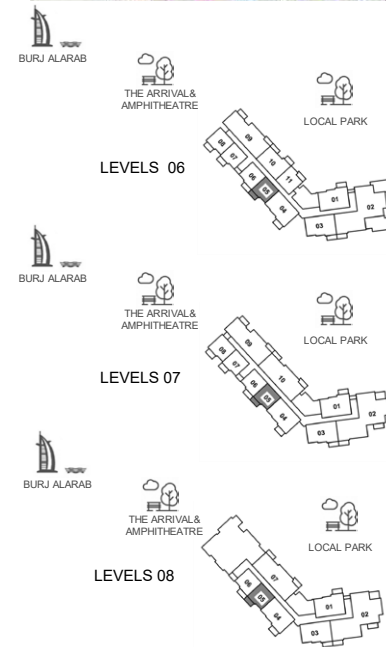 BURJ ALARAB
THE ARRIVAL&
AMPHITHEATRE
LOCAL PARK
LEVELS 06
09
08
07
10
06
11
05
04
01
02
03
BURJ ALARAB
THE ARRIVAL&
AMPHITHEATRE
LOCAL PARK
LEVELS 07
09
08
07
10
06
05
04
01
02
03
BURJ ALARAB
THE ARRIVAL&
AMPHITHEATRE
LOCAL PARK
LEVELS 08
07
06
05
04
01
02
03